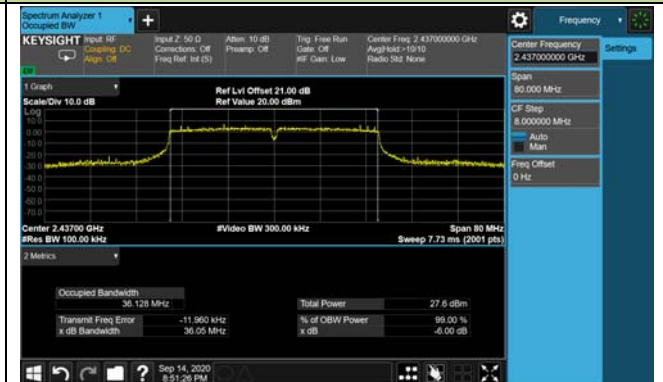 Spectrum Analyzer 1
Occupied BW
+
Frequency
KEYSIGHT
Input: RF
Coupling: DC
Align: Off
Input Z: 50 Ω
Corrections: Off
Freq Ref: Int (S)
Atten: 10 dB
Preamp: Off
Trig: Free Run
Gate: Off
#IF Gain: Low
Center Freq: 2.437000000 GHz
Avg|Hold:>10/10
Radio Std: None
Center Frequency
2.437000000 GHz
Settings
Span
80.000 MHz
CF Step
8.000000 MHz
Auto
Man
Freq Offset
0 Hz
1 Graph
Scale/Div 10.0 dB
Ref Lvl Offset 21.00 dB
Ref Value 20.00 dBm
Log
10.0
0.00
-10.0
-20.0
-30.0
-40.0
-50.0
-60.0
-70.0
Center 2.43700 GHz
#Res BW 100.00 kHz
#Video BW 300.00 kHz
Span 80 MHz
Sweep 7.73 ms (2001 pts)
2 Metrics
Occupied Bandwidth
36.128 MHz
Total Power 27.6 dBm
Transmit Freq Error -11.960 kHz
% of OBW Power 99.00 %
x dB Bandwidth 36.05 MHz
x dB -6.00 dB
?
Sep 14, 2020
8:51:26 PM